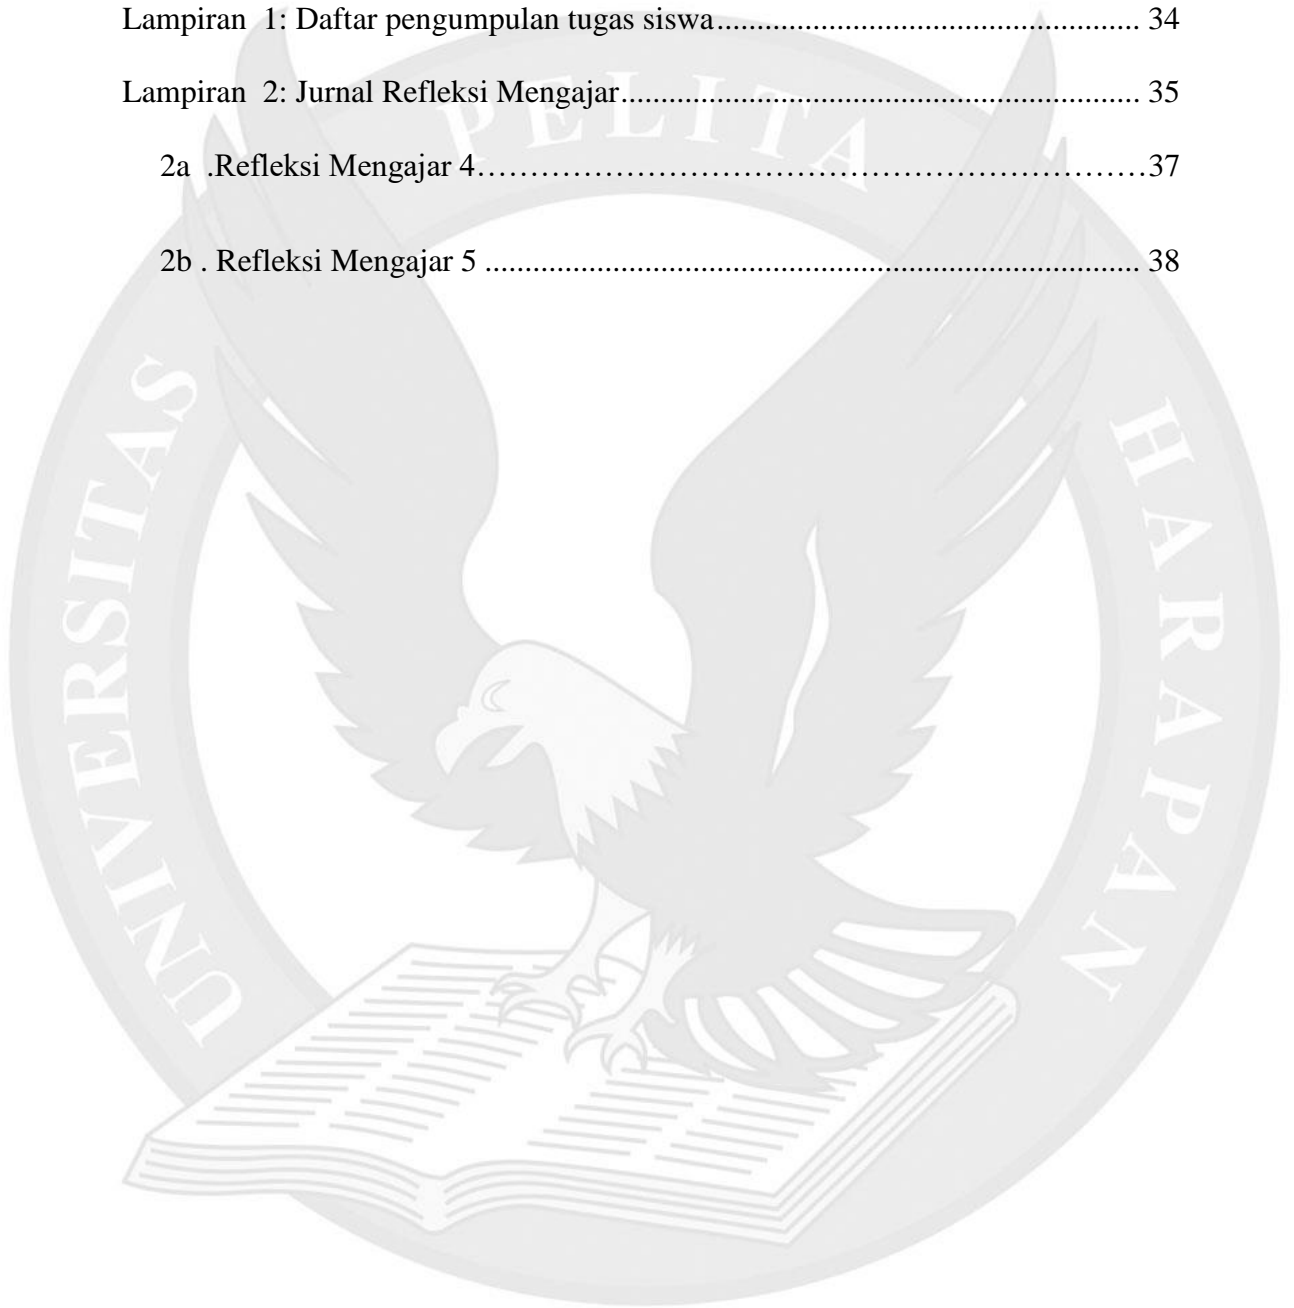 Lampiran  1: Daftar pengumpulan tugas siswa..................................................... 34
Lampiran  2: Jurnal Refleksi Mengajar................................................................. 35
2a  .Refleksi Mengajar 4……………………………………………………….37
2b . Refleksi Mengajar 5 .................................................................................. 38
UNIVERSITAS PELITA HARAPAN